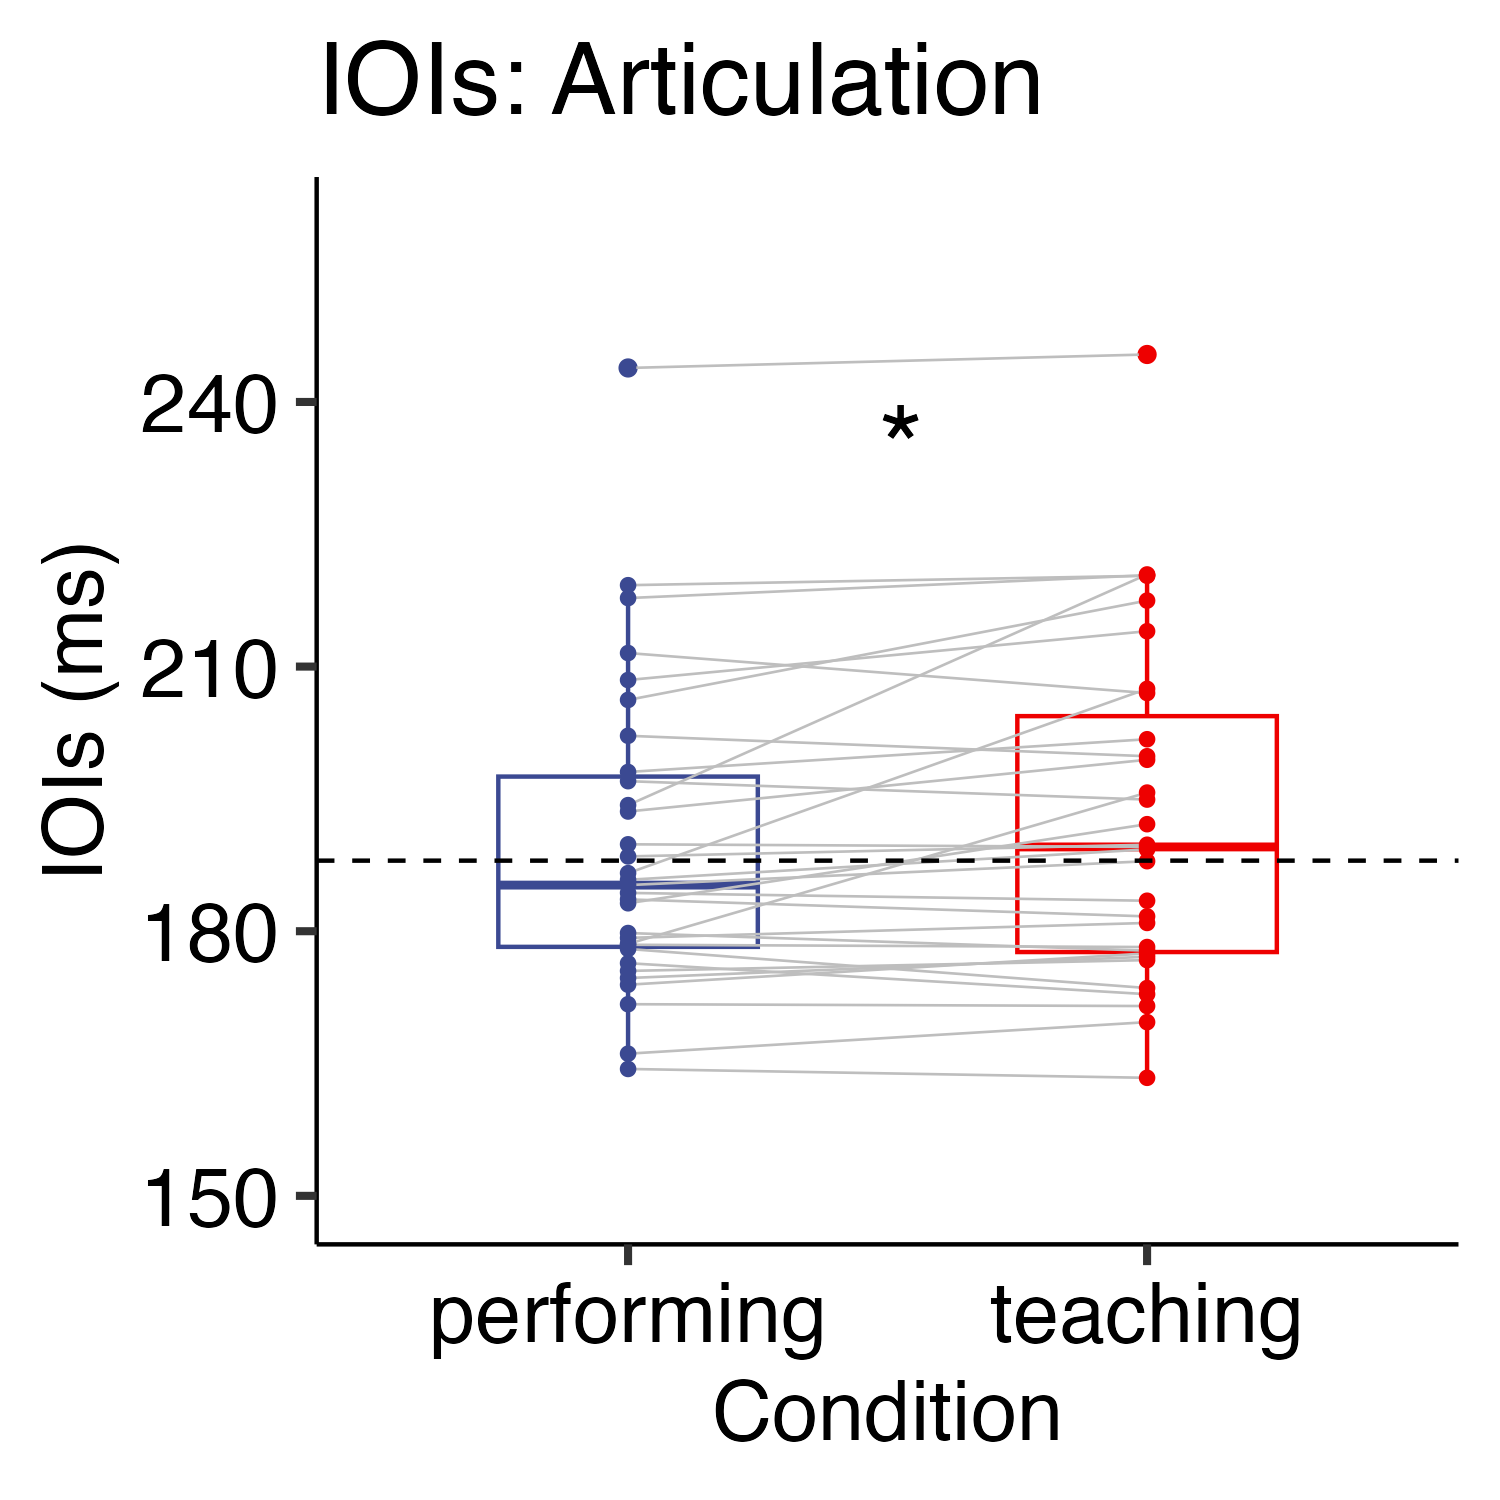 IOIs: Articulation
IOIs (ms)
240
210
180
150
*
performing teaching
Condition